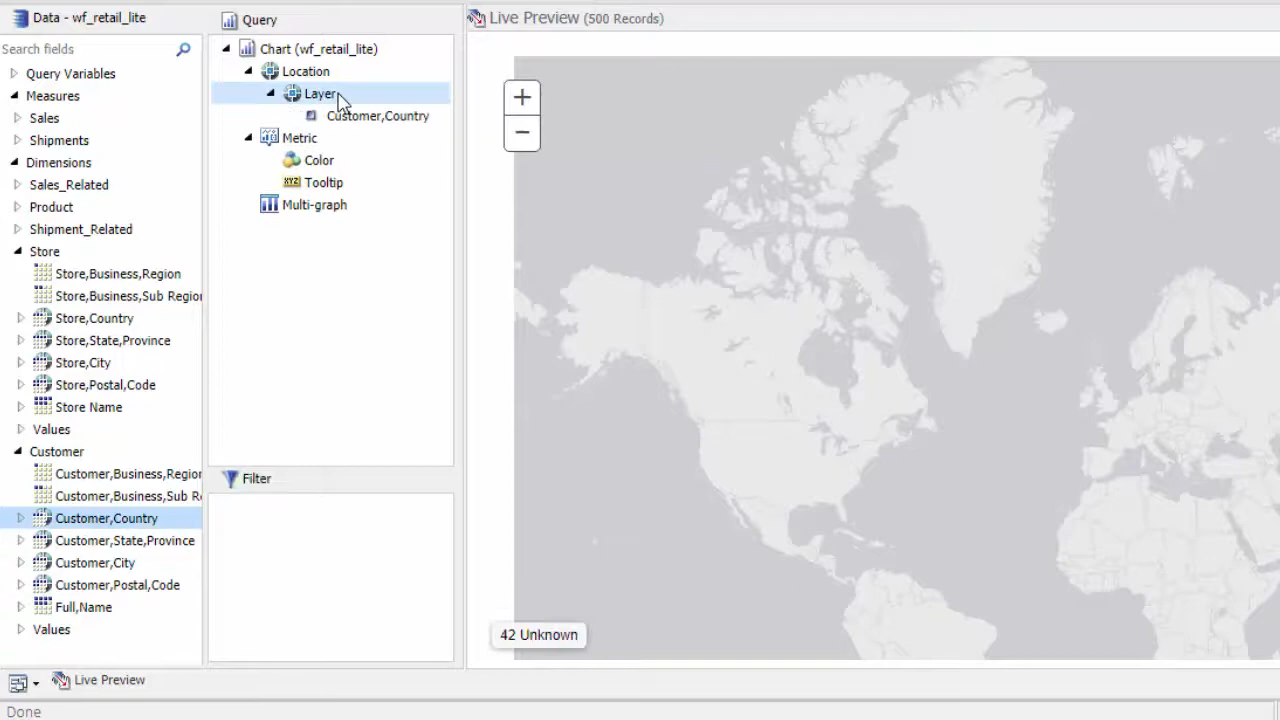 Data - wf_retail_lite
Search fields
Query Variables
Measures
Sales
Shipments
Dimensions
Sales_Related
Product
Shipment_Related
Store
Store,Business,Region
Store,Business,Sub Regio
Store,Country
Store,State,Province
Store,City
Store,Postal,Code
Store Name
Values
Customer
Customer,Business,Regio
Customer,Business,Sub R
Customer,Country
Customer,State,Province
Customer,City
Customer,Postal,Code
Full,Name
Values
Query
Chart (wf_retail_lite)
Location
Layer
Customer,Country
Metric
Color
XYZ Tooltip
Multi-graph
Filter
Live Preview (500 Records)
+
−
42 Unknown
Live Preview
Done